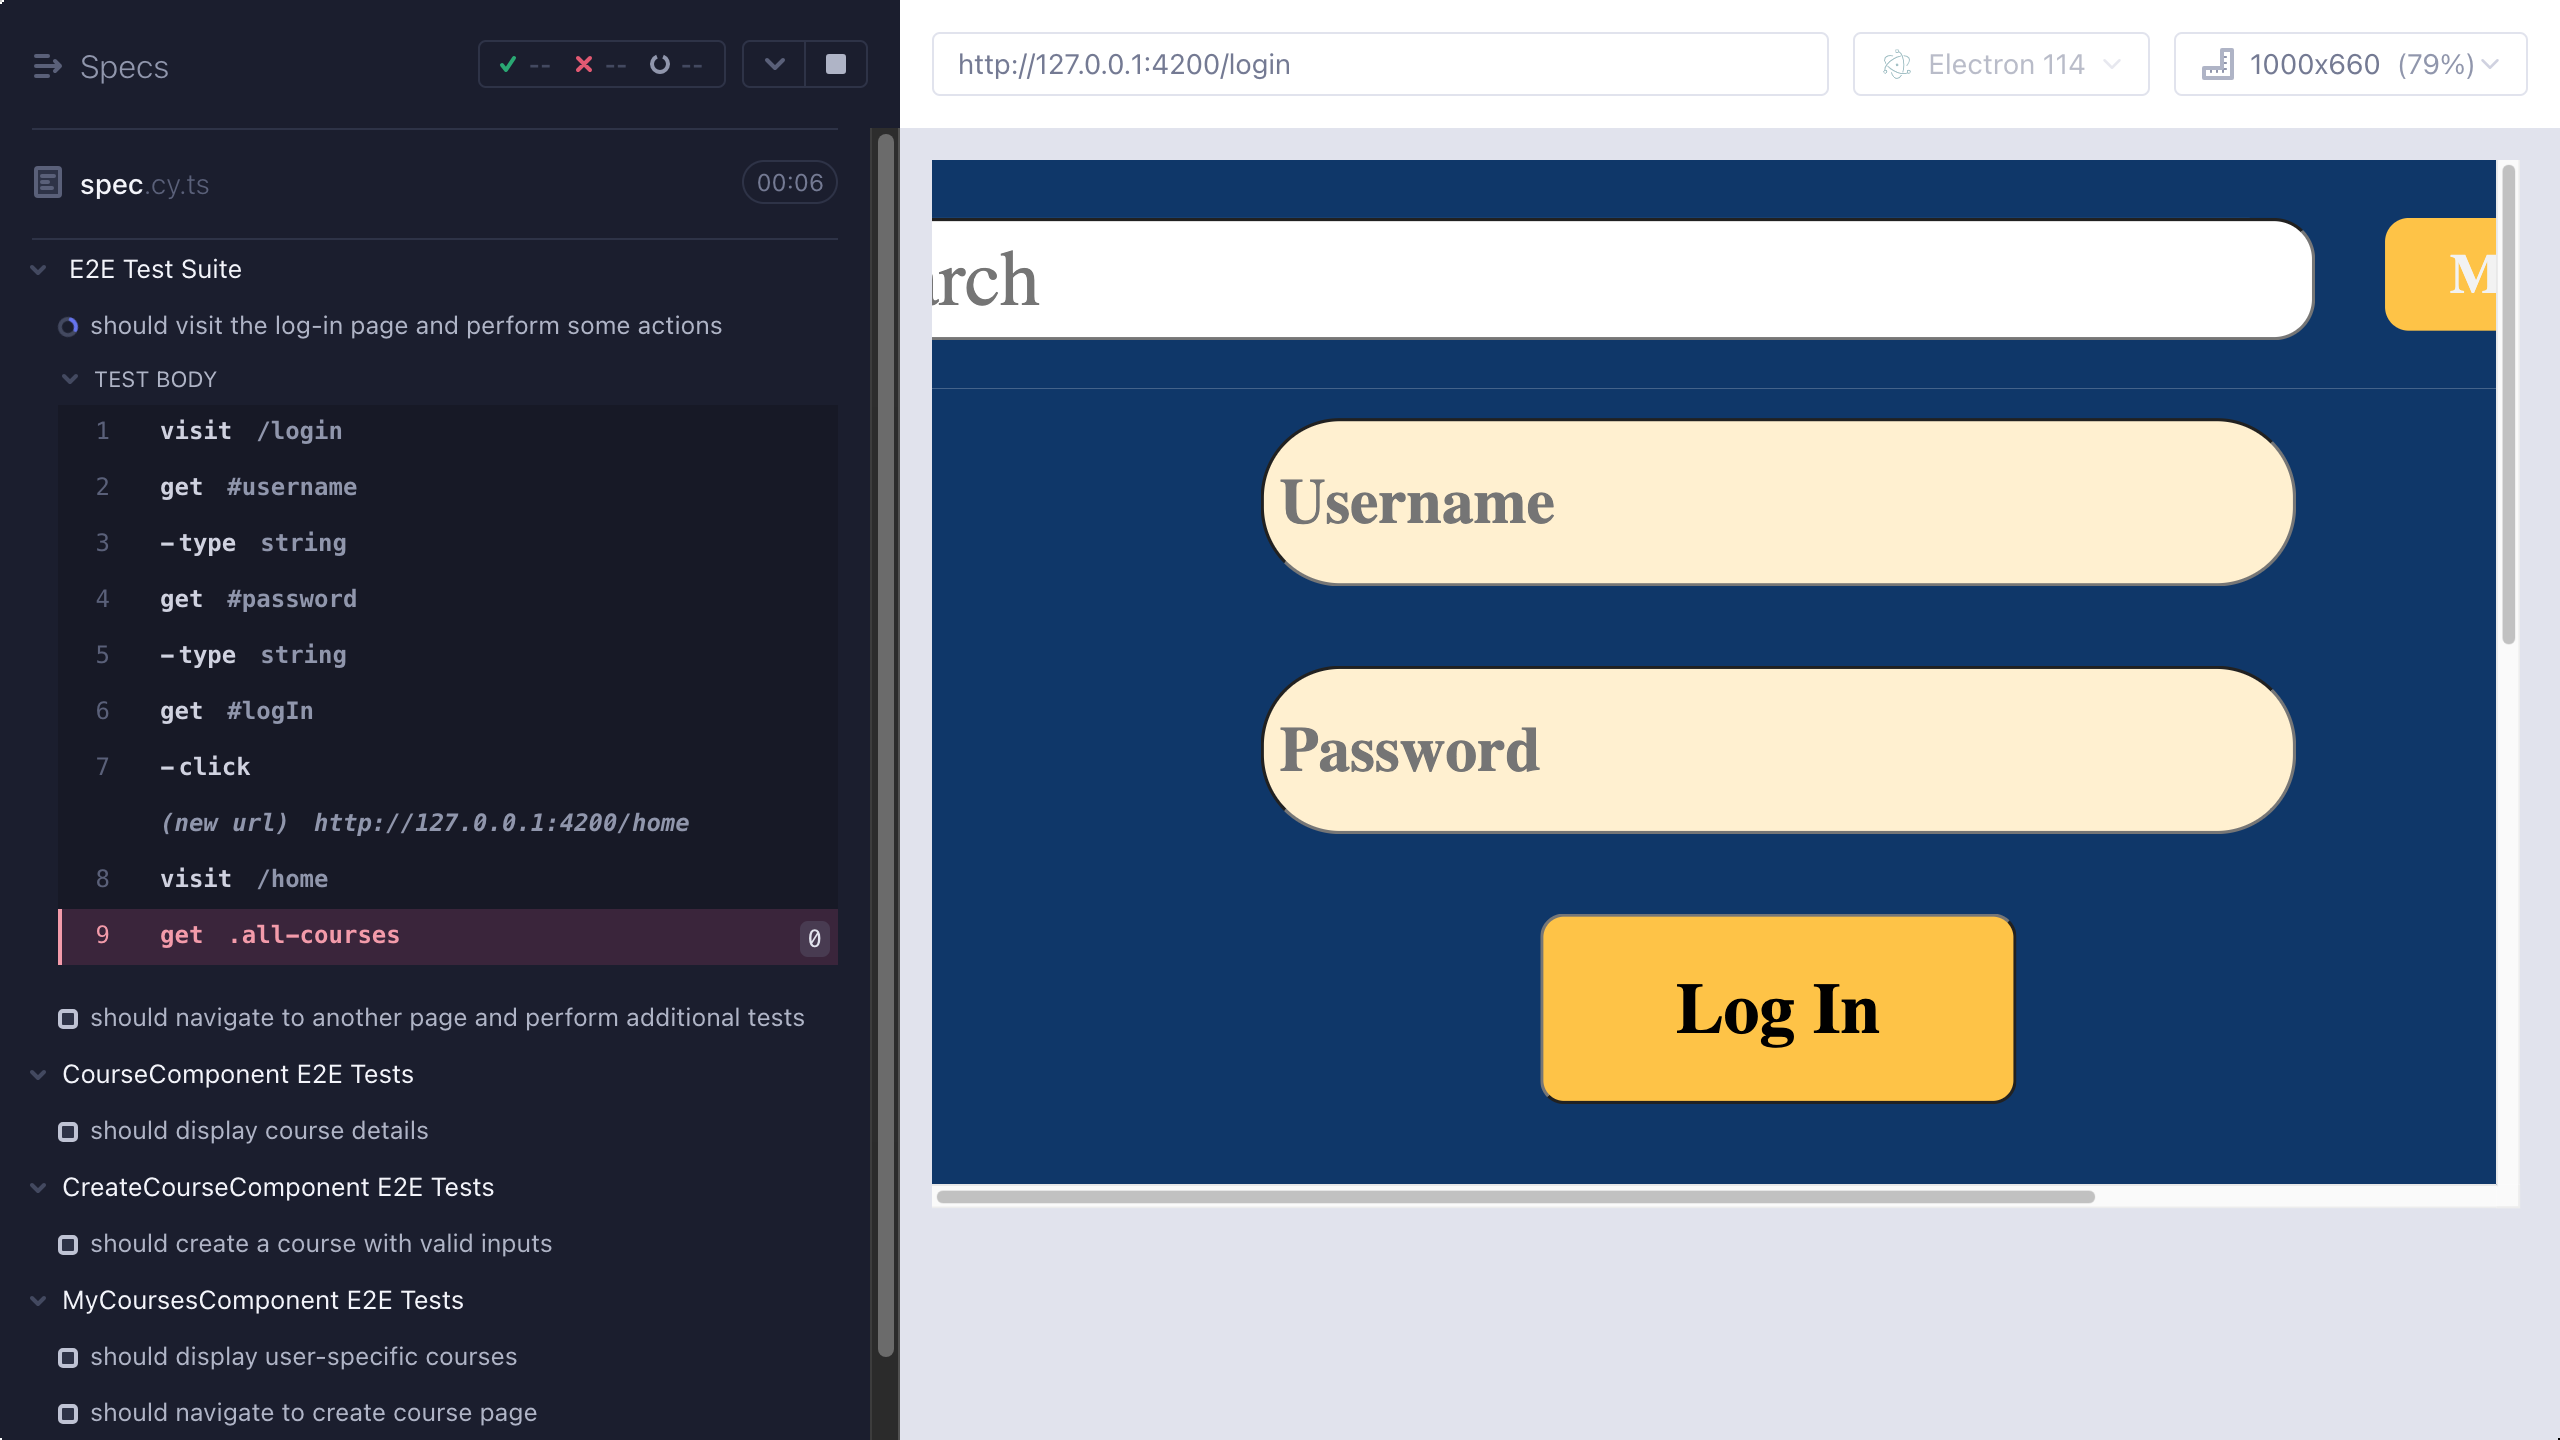 Specs
-- -- --
spec.cy.ts
00:06
E2E Test Suite
should visit the log-in page and perform some actions
TEST BODY
1 visit /login
2 get #username
3 -type string
4 get #password
5 -type string
6 get #logIn
7 -click
(new url) http://127.0.0.1:4200/home
8 visit /home
9 get .all-courses 0
should navigate to another page and perform additional tests
CourseComponent E2E Tests
should display course details
CreateCourseComponent E2E Tests
should create a course with valid inputs
MyCoursesComponent E2E Tests
should display user-specific courses
should navigate to create course page
http://127.0.0.1:4200/login
Electron 114
1000x660 (79%)
arch
M
Username
Password
Log In